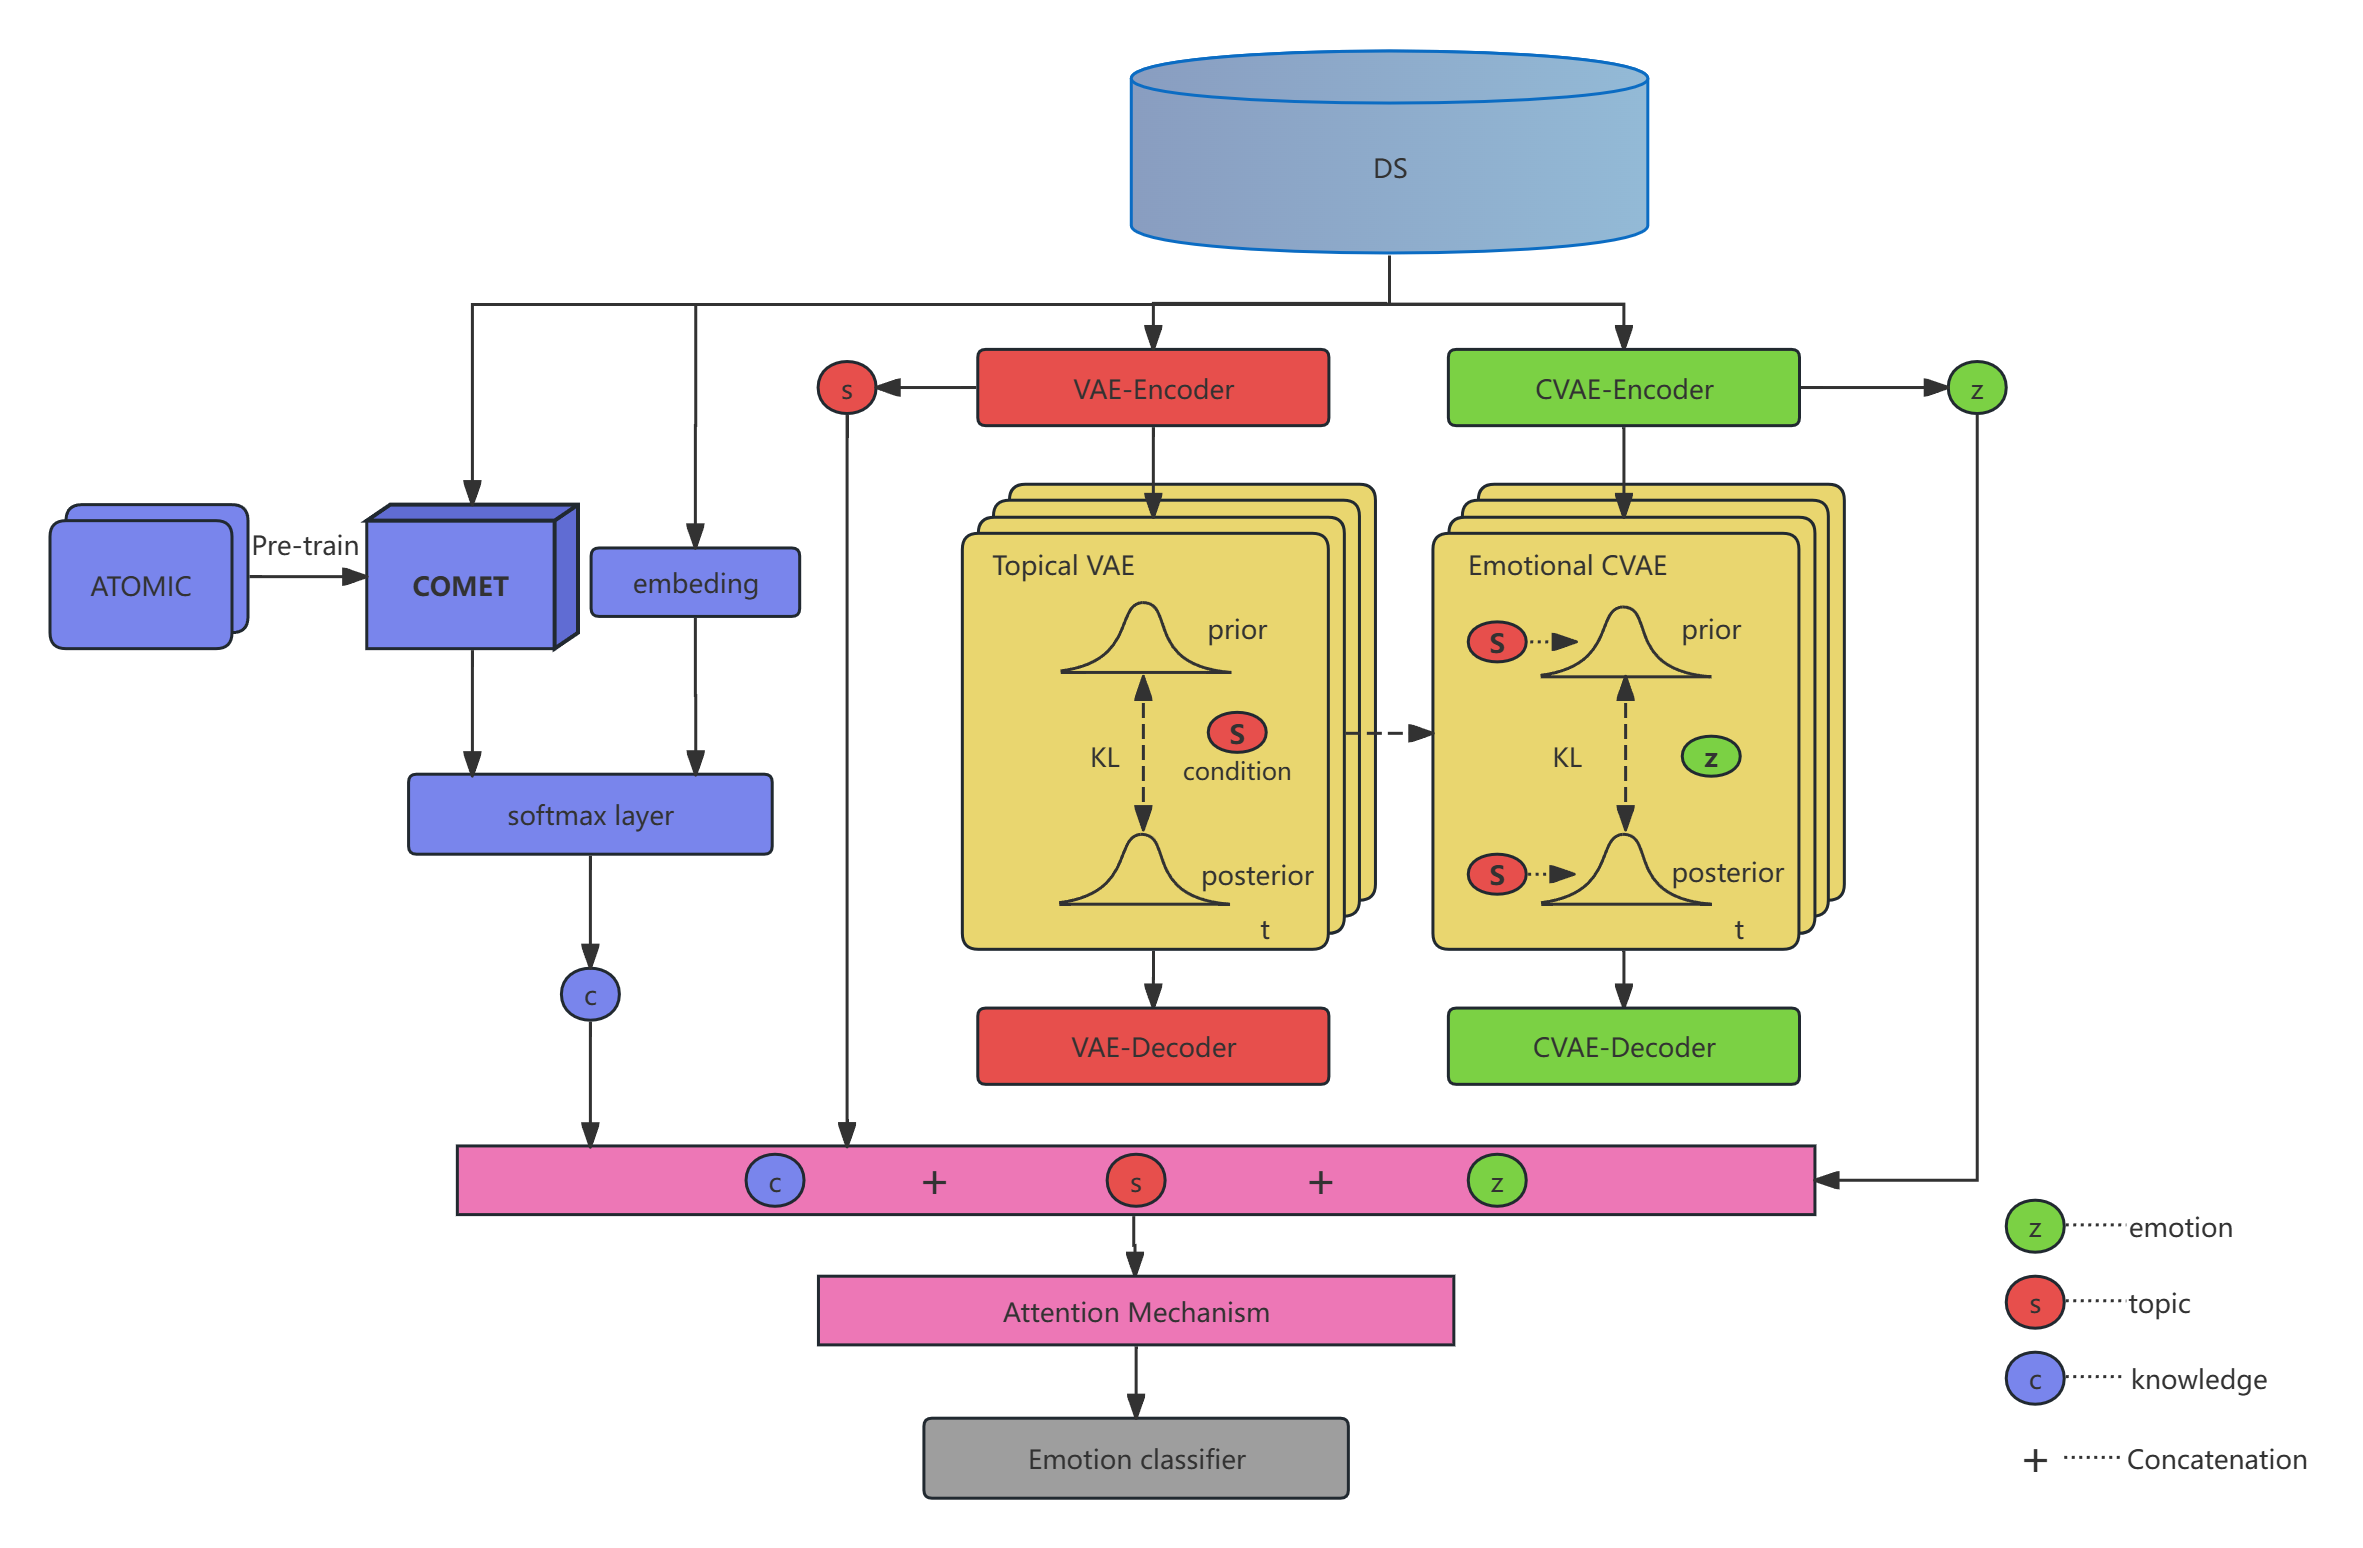 DS
s
VAE-Encoder
CVAE-Encoder
z
ATOMIC
Pre-train
COMET
embeding
softmax layer
c
Topical VAE
prior
KL
S
condition
posterior
t
Emotional CVAE
S
prior
KL
z
S
posterior
t
VAE-Decoder
CVAE-Decoder
c + s + z
Attention Mechanism
Emotion classifier
z emotion
s topic
c knowledge
+ Concatenation